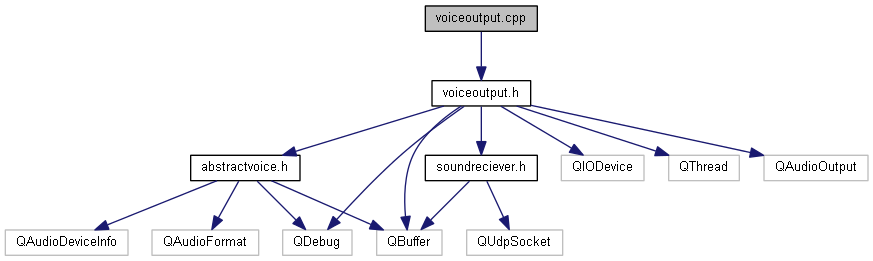 voiceoutput.cpp
voiceoutput.h
abstractvoice.h
soundreciever.h
QIODevice
QThread
QAudioOutput
QAudioDeviceInfo
QAudioFormat
QDebug
QBuffer
QUdpSocket